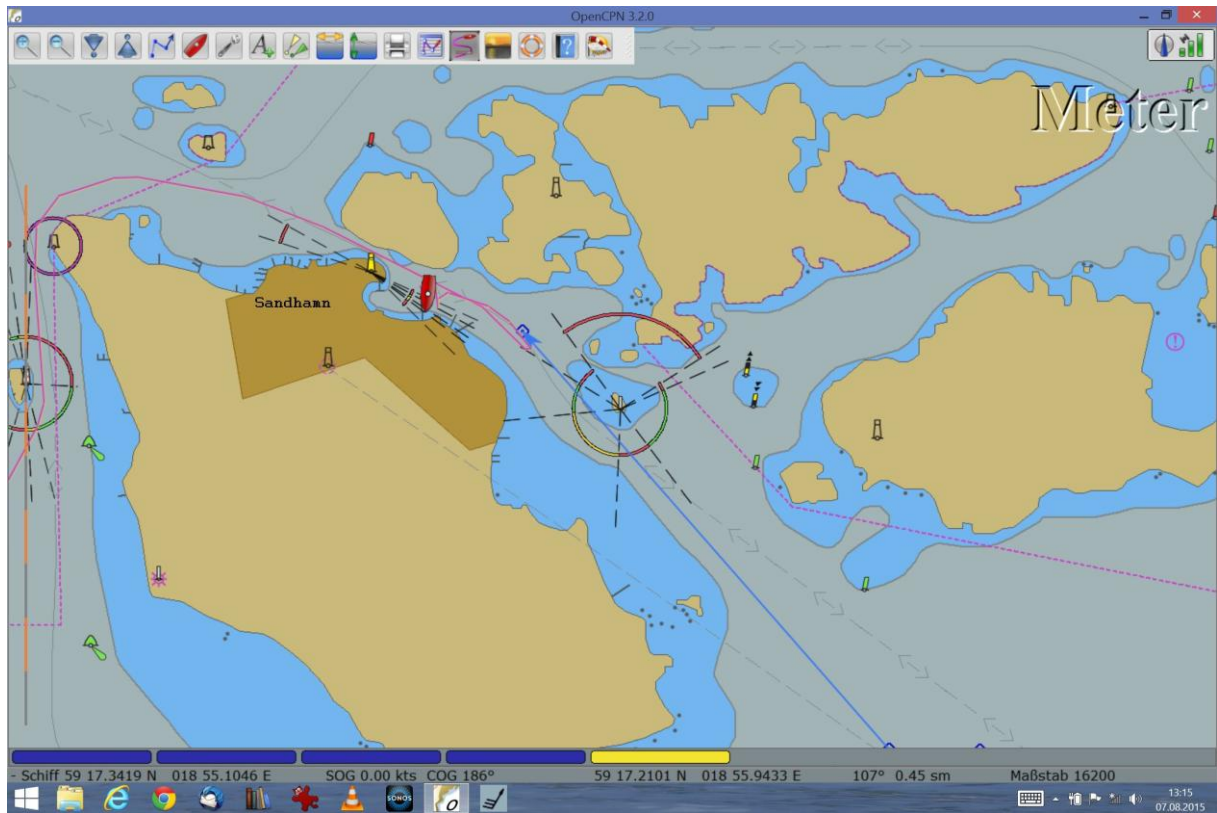 OpenCPN 3.2.0
Meter
Sandhamn
- Schiff 59 17.3419 N 018 55.1046 E SOG 0.00 kts COG 186° 59 17.2101 N 018 55.9433 E 107° 0.45 sm Maßstab 16200
SONOS
13:15
07.08.2015